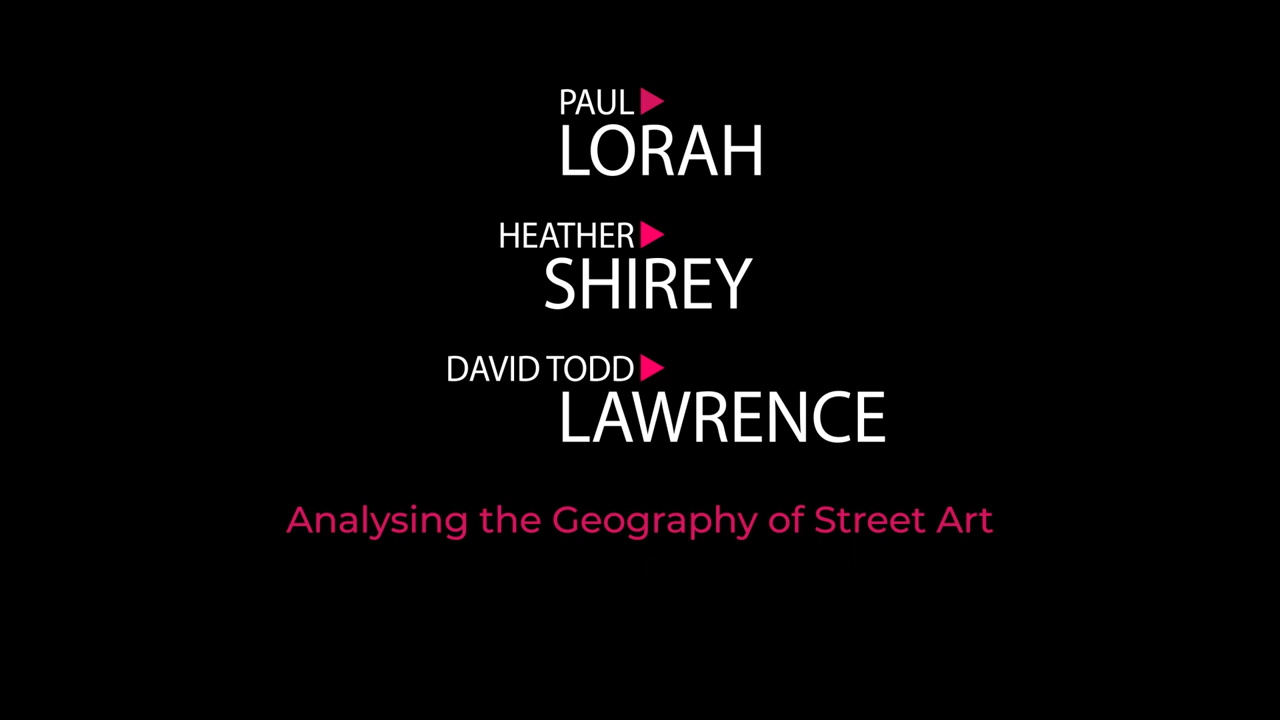 PAUL
LORAH
HEATHER
SHIREY
DAVID TODD
LAWRENCE
Analysing the Geography of Street Art